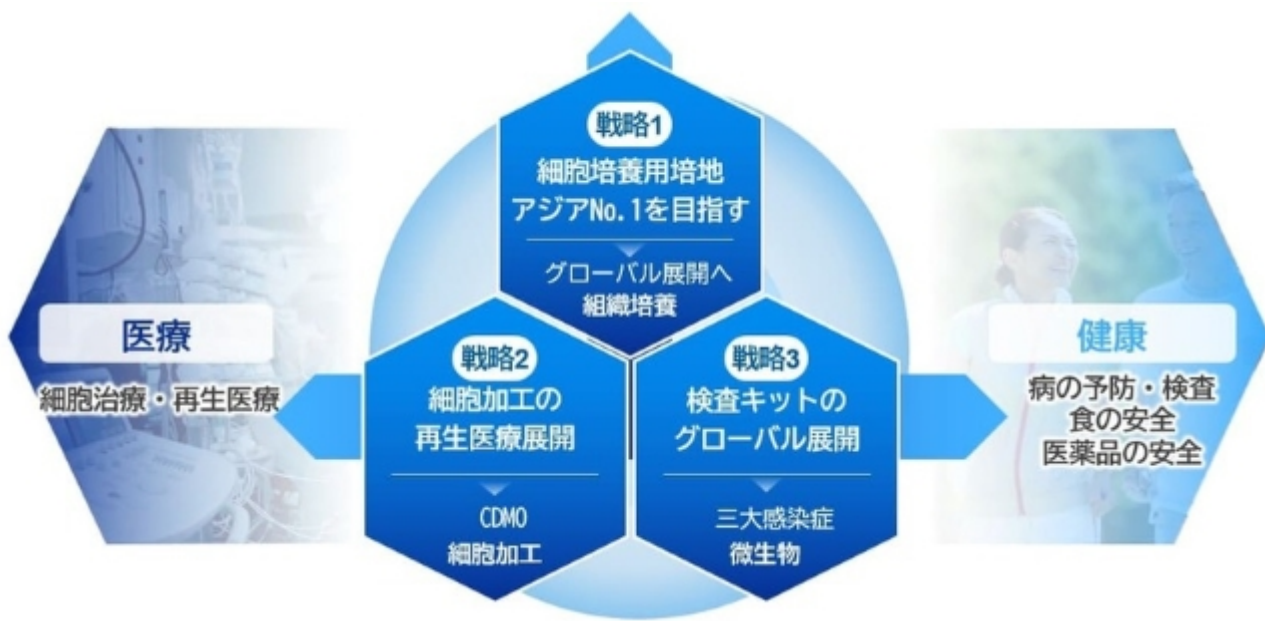 戦略1
細胞培養用培地
アジアNo.1を目指す
グローバル展開へ
組織培養
医療
細胞治療・再生医療
戦略2
細胞加工の
再生医療展開
CDMO
細胞加工
戦略3
検査キットの
グローバル展開
三大感染症
微生物
健康
病の予防・検査
食の安全
医薬品の安全